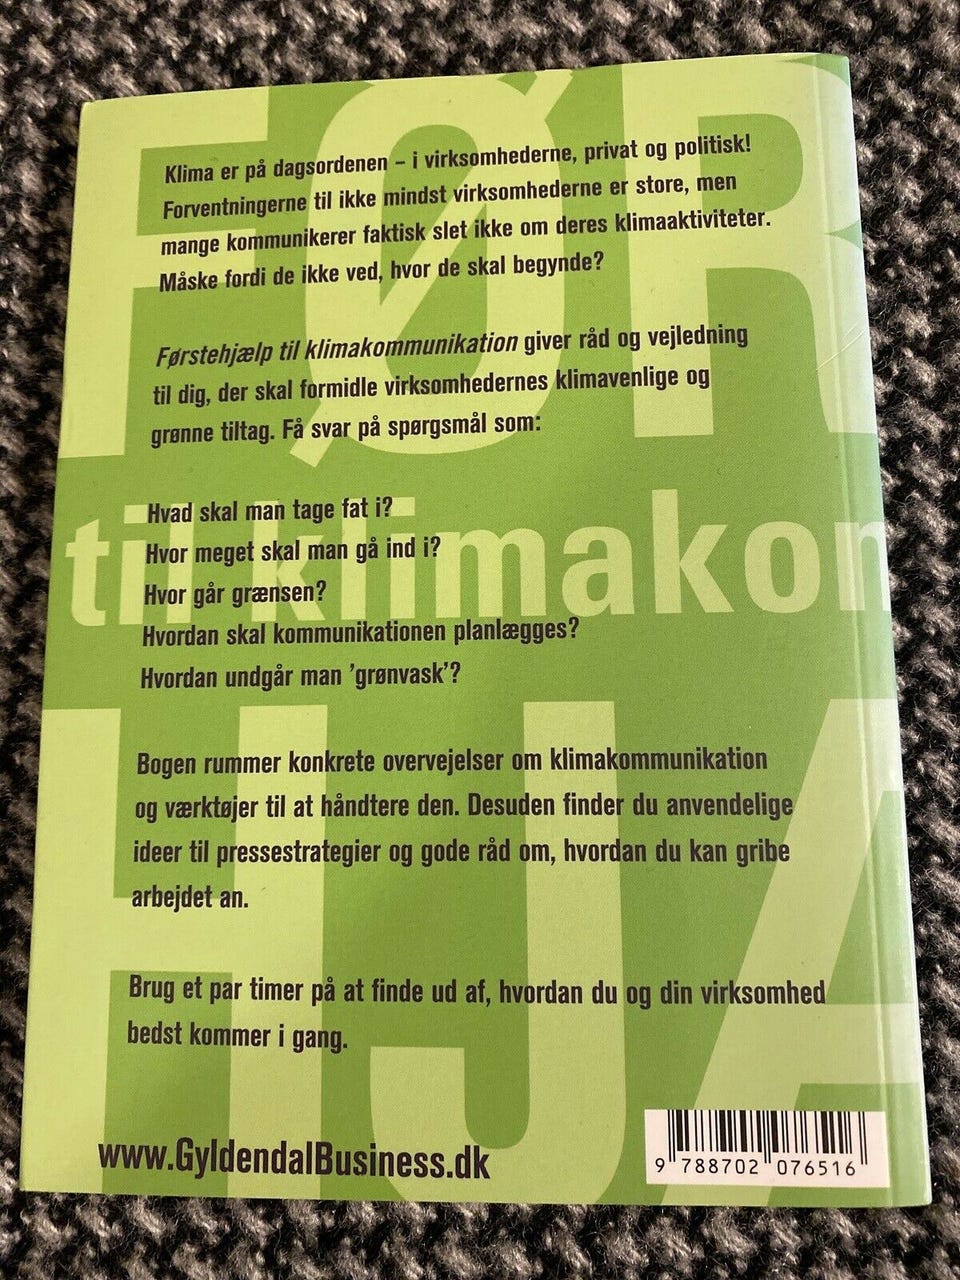 FØR
Klima er på dagsordenen – i virksomhederne, privat og politisk!
Forventningerne til ikke mindst virksomhederne er store, men
mange kommunikerer faktisk slet ikke om deres klimaaktiviteter.
Måske fordi de ikke ved, hvor de skal begynde?
Førstehjælp til klimakommunikation giver råd og vejledning
til dig, der skal formidle virksomhedernes klimavenlige og
grønne tiltag. Få svar på spørgsmål som:
til klimakom
Hvad skal man tage fat i?
Hvor meget skal man gå ind i?
Hvor går grænsen?
Hvordan skal kommunikationen planlægges?
Hvordan undgår man ’grønvask’?
HJÆ
Bogen rummer konkrete overvejelser om klimakommunikation
og værktøjer til at håndtere den. Desuden finder du anvendelige
ideer til pressestrategier og gode råd om, hvordan du kan gribe
arbejdet an.
Brug et par timer på at finde ud af, hvordan du og din virksomhed
bedst kommer i gang.
www.GyldendalBusiness.dk
9 788702 076516